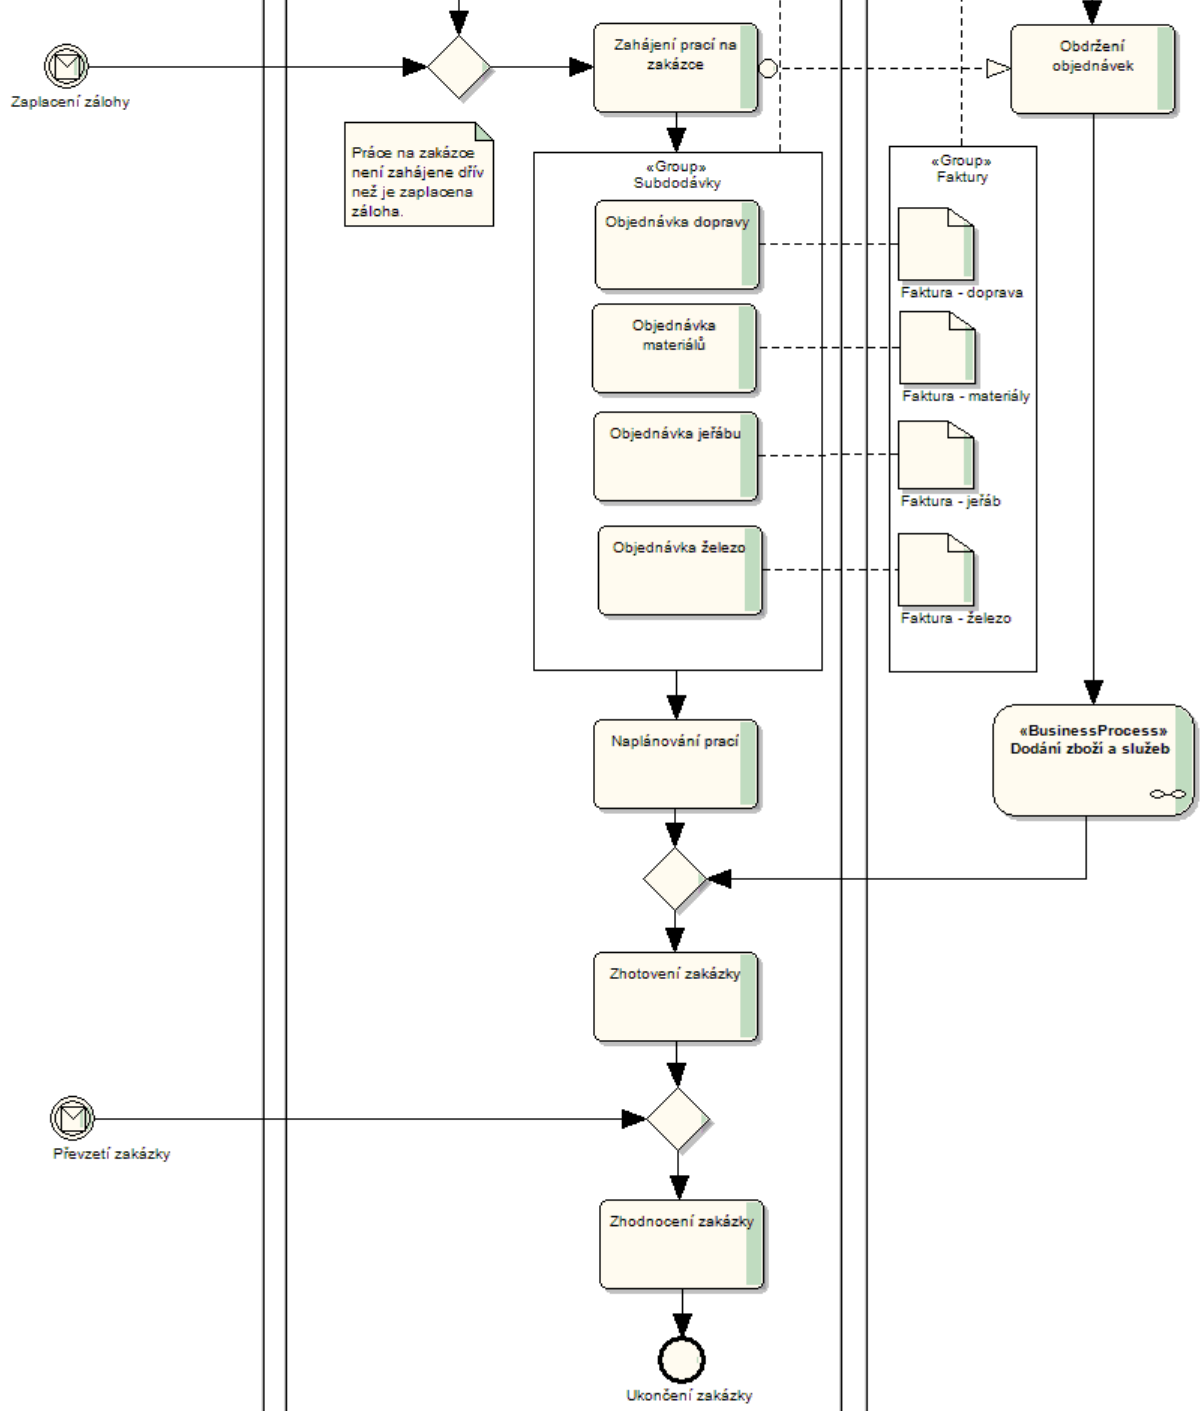 Zaplacení zálohy
Zahájení prací na
zakázce
Obdržení
objednávek
Práce na zakázce
není zahájene dřív
než je zaplacena
záloha.
«Group»
Subdodávky
«Group»
Faktury
Objednávka dopravy
Faktura - doprava
Objednávka
materiálů
Faktura - materiály
Objednávka jeřábu
Faktura - jeřáb
Objednávka železo
Faktura - železo
Naplánování prací
«BusinessProcess»
Dodání zboží a služeb
Zhotovení zakázky
Převzetí zakázky
Zhodnocení zakázky
Ukončení zakázky